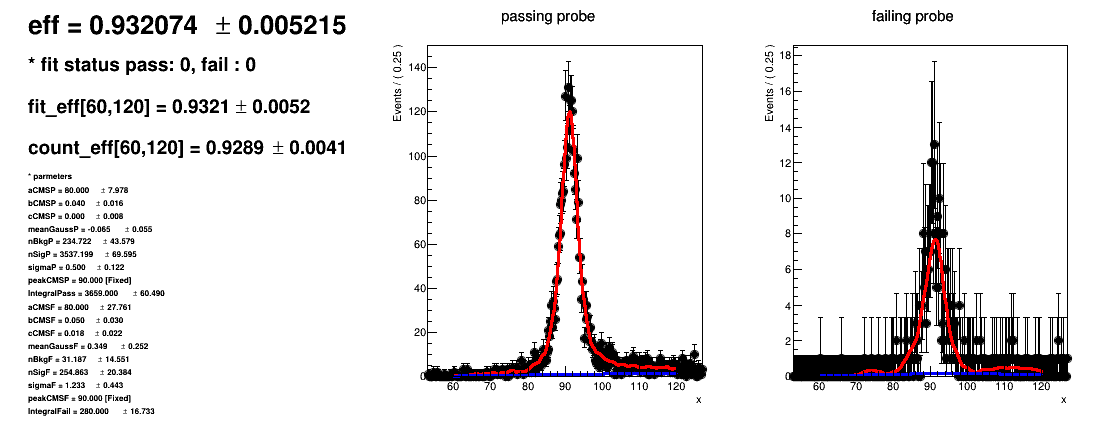 eff = 0.932074 ± 0.005215
* fit status pass: 0, fail : 0
fit_eff[60,120] = 0.9321 ± 0.0052
count_eff[60,120] = 0.9289 ± 0.0041
* parmeters
aCMSP = 80.000 ± 7.978
bCMSP = 0.040 ± 0.016
cCMSP = 0.000 ± 0.008
meanGaussP = -0.065 ± 0.055
nBkgP = 234.722 ± 43.579
nSigP = 3537.199 ± 69.595
sigmaP = 0.500 ± 0.122
peakCMSP = 90.000 [Fixed]
IntegralPass = 3659.000 ± 60.490
aCMSF = 80.000 ± 27.761
bCMSF = 0.050 ± 0.030
cCMSF = 0.018 ± 0.022
meanGaussF = 0.349 ± 0.252
nBkgF = 31.187 ± 14.551
nSigF = 254.863 ± 20.384
sigmaF = 1.233 ± 0.443
peakCMSF = 90.000 [Fixed]
IntegralFail = 280.000 ± 16.733
passing probe
Events / ( 0.25 )
140
120
100
80
60
40
20
0
60 70 80 90 100 110 120
x
failing probe
Events / ( 0.25 )
18
16
14
12
10
8
6
4
2
0
60 70 80 90 100 110 120
x